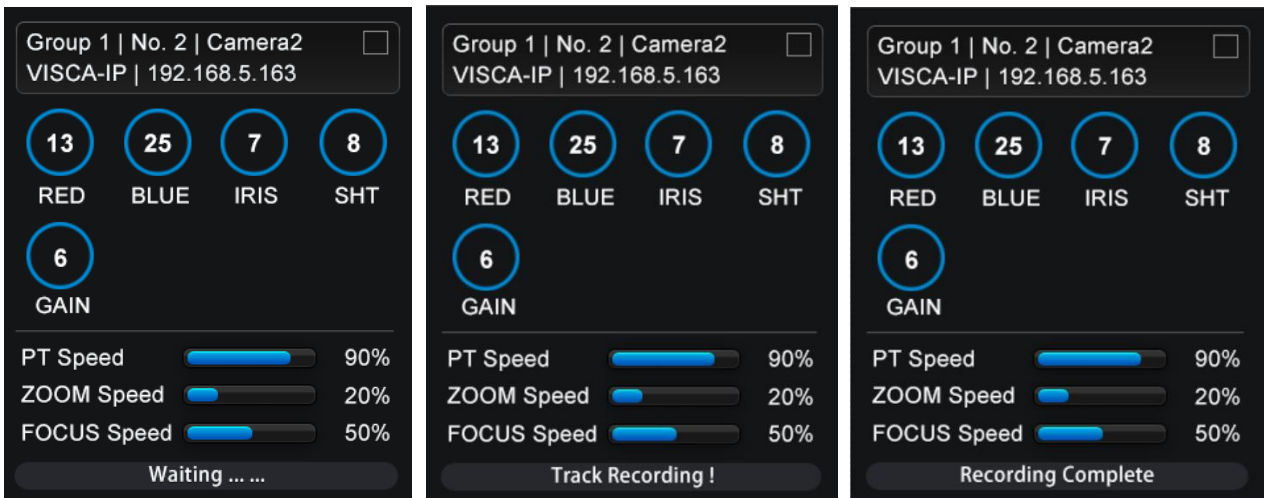 Group 1 | No. 2 | Camera2
VISCA-IP | 192.168.5.163
13 25 7 8
RED BLUE IRIS SHT
6
GAIN
PT Speed 90%
ZOOM Speed 20%
FOCUS Speed 50%
Waiting ... ...
Group 1 | No. 2 | Camera2
VISCA-IP | 192.168.5.163
13 25 7 8
RED BLUE IRIS SHT
6
GAIN
PT Speed 90%
ZOOM Speed 20%
FOCUS Speed 50%
Track Recording !
Group 1 | No. 2 | Camera2
VISCA-IP | 192.168.5.163
13 25 7 8
RED BLUE IRIS SHT
6
GAIN
PT Speed 90%
ZOOM Speed 20%
FOCUS Speed 50%
Recording Complete